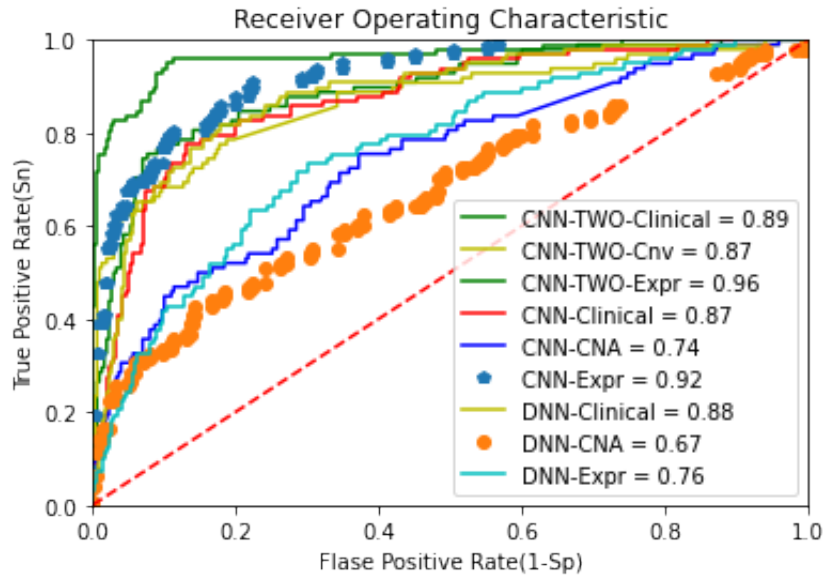 Receiver Operating Characteristic
True Positive Rate(Sn)
1.0
0.8
0.6
0.4
0.2
0.0
CNN-TWO-Clinical = 0.89
CNN-TWO-Cnv = 0.87
CNN-TWO-Expr = 0.96
CNN-Clinical = 0.87
CNN-CNA = 0.74
CNN-Expr = 0.92
DNN-Clinical = 0.88
DNN-CNA = 0.67
DNN-Expr = 0.76
0.0 0.2 0.4 0.6 0.8 1.0
Flase Positive Rate(1-Sp)